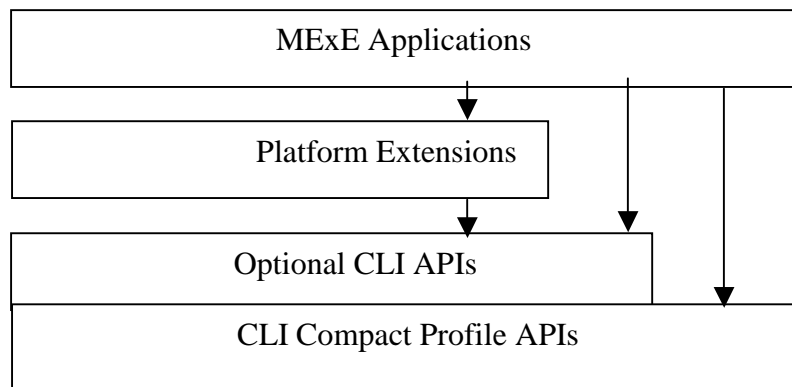 MExE Applications
Platform Extensions
Optional CLI APIs
CLI Compact Profile APIs